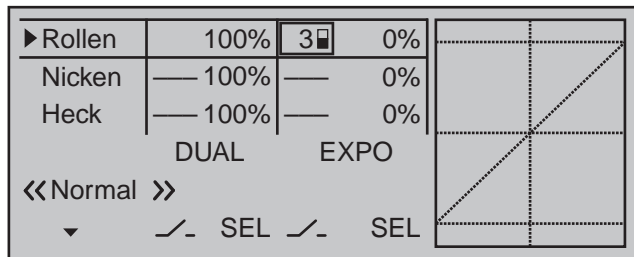 Rollen 100% 3 0%
Nicken ––– 100% ––– 0%
Heck ––– 100% ––– 0%
DUAL EXPO
«Normal »
SEL SEL